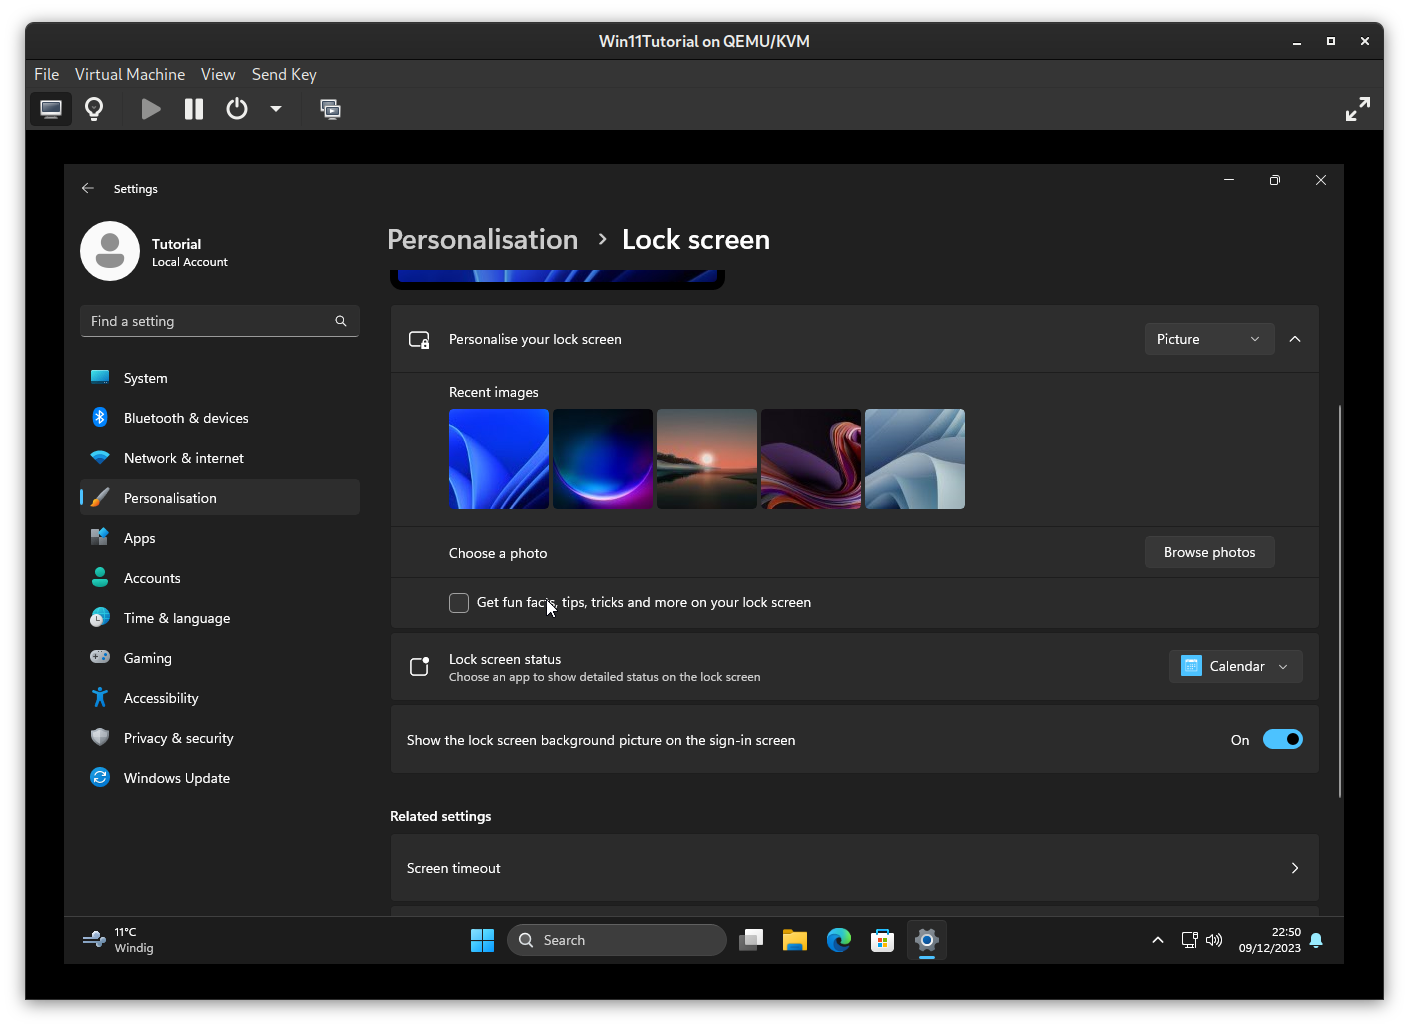 Win11Tutorial on QEMU/KVM
File Virtual Machine View Send Key
Settings
Tutorial
Local Account
Find a setting
System
Bluetooth & devices
Network & internet
Personalisation
Apps
Accounts
Time & language
Gaming
Accessibility
Privacy & security
Windows Update
Personalisation > Lock screen
Personalise your lock screen
Picture
Recent images
Choose a photo
Browse photos
Get fun facts, tips, tricks and more on your lock screen
Lock screen status
Choose an app to show detailed status on the lock screen
Calendar
Show the lock screen background picture on the sign-in screen
On
Related settings
Screen timeout
11°C
Windig
Search
22:50
09/12/2023